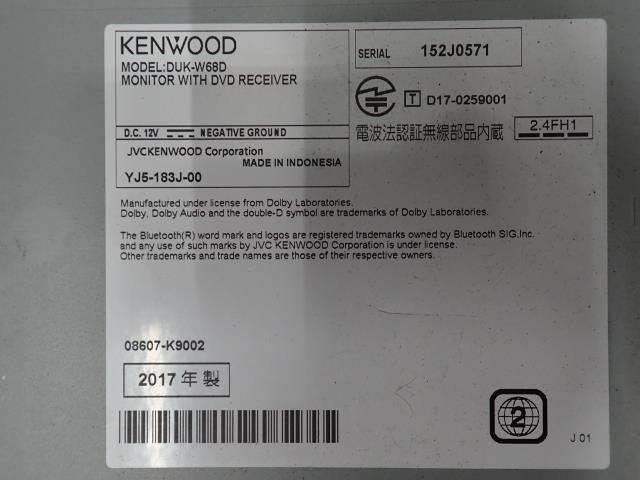 KENWOOD
MODEL:DUK-W68D
MONITOR WITH DVD RECEIVER
D.C. 12V NEGATIVE GROUND
JVCKENWOOD Corporation
MADE IN INDONESIA
YJ5-183J-00
SERIAL 152J0571
T D17-0259001
電波法認証無線部品内蔵
2.4FH1
Manufactured under license from Dolby Laboratories.
Dolby, Dolby Audio and the double-D symbol are trademarks of Dolby Laboratories.
The Bluetooth(R) word mark and logos are registered trademarks owned by Bluetooth SIG,Inc.
and any use of such marks by JVC KENWOOD Corporation is under license.
Other trademarks and trade names are those of their respective owners.
08607-K9002
2017 年 製
2
J 01